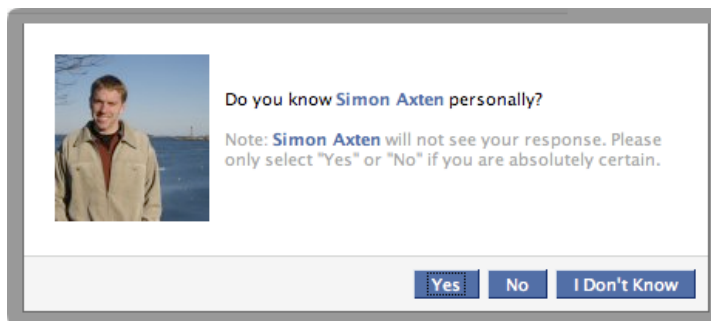 Do you know Simon Axten personally?
Note: Simon Axten will not see your response. Please
only select "Yes" or "No" if you are absolutely certain.
Yes No I Don't Know